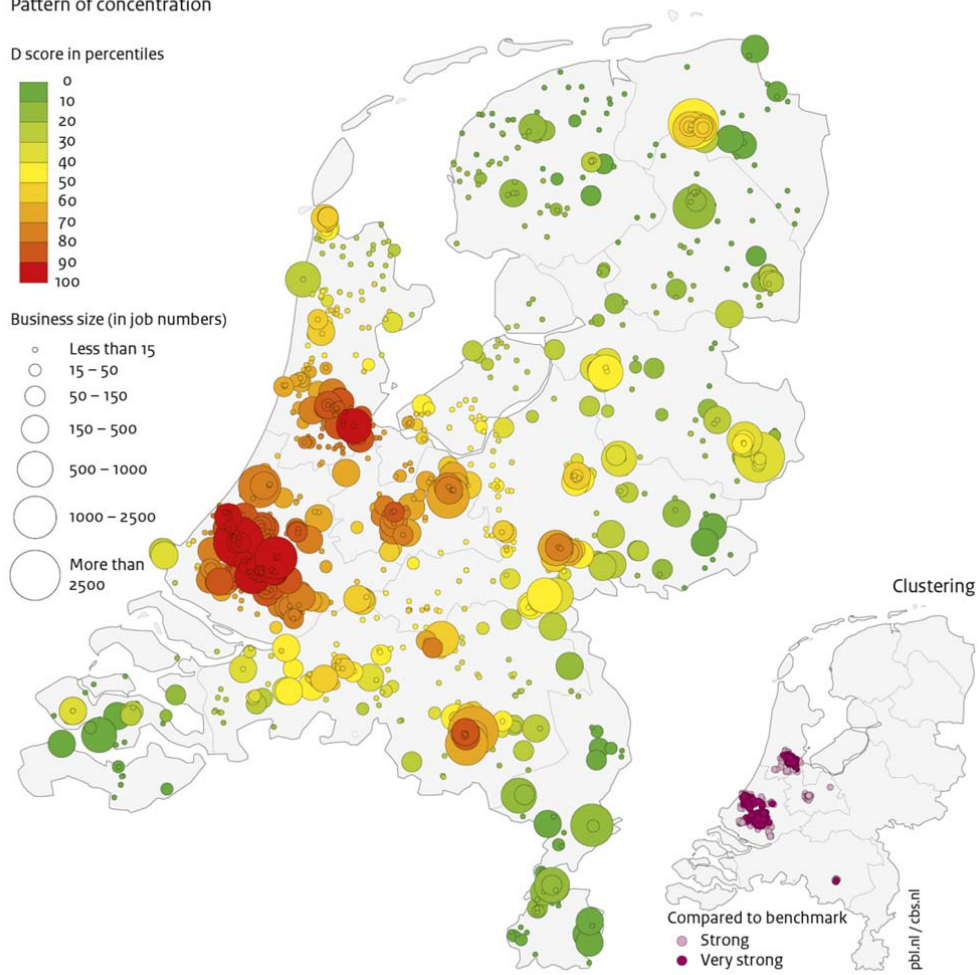 Pattern of concentration
D score in percentiles
0
10
20
30
40
50
60
70
80
90
100
Business size (in job numbers)
Less than 15
15 – 50
50 – 150
150 – 500
500 – 1000
1000 – 2500
More than
2500
Clustering
Compared to benchmark
Strong
Very strong
pbl.nl / cbs.nl